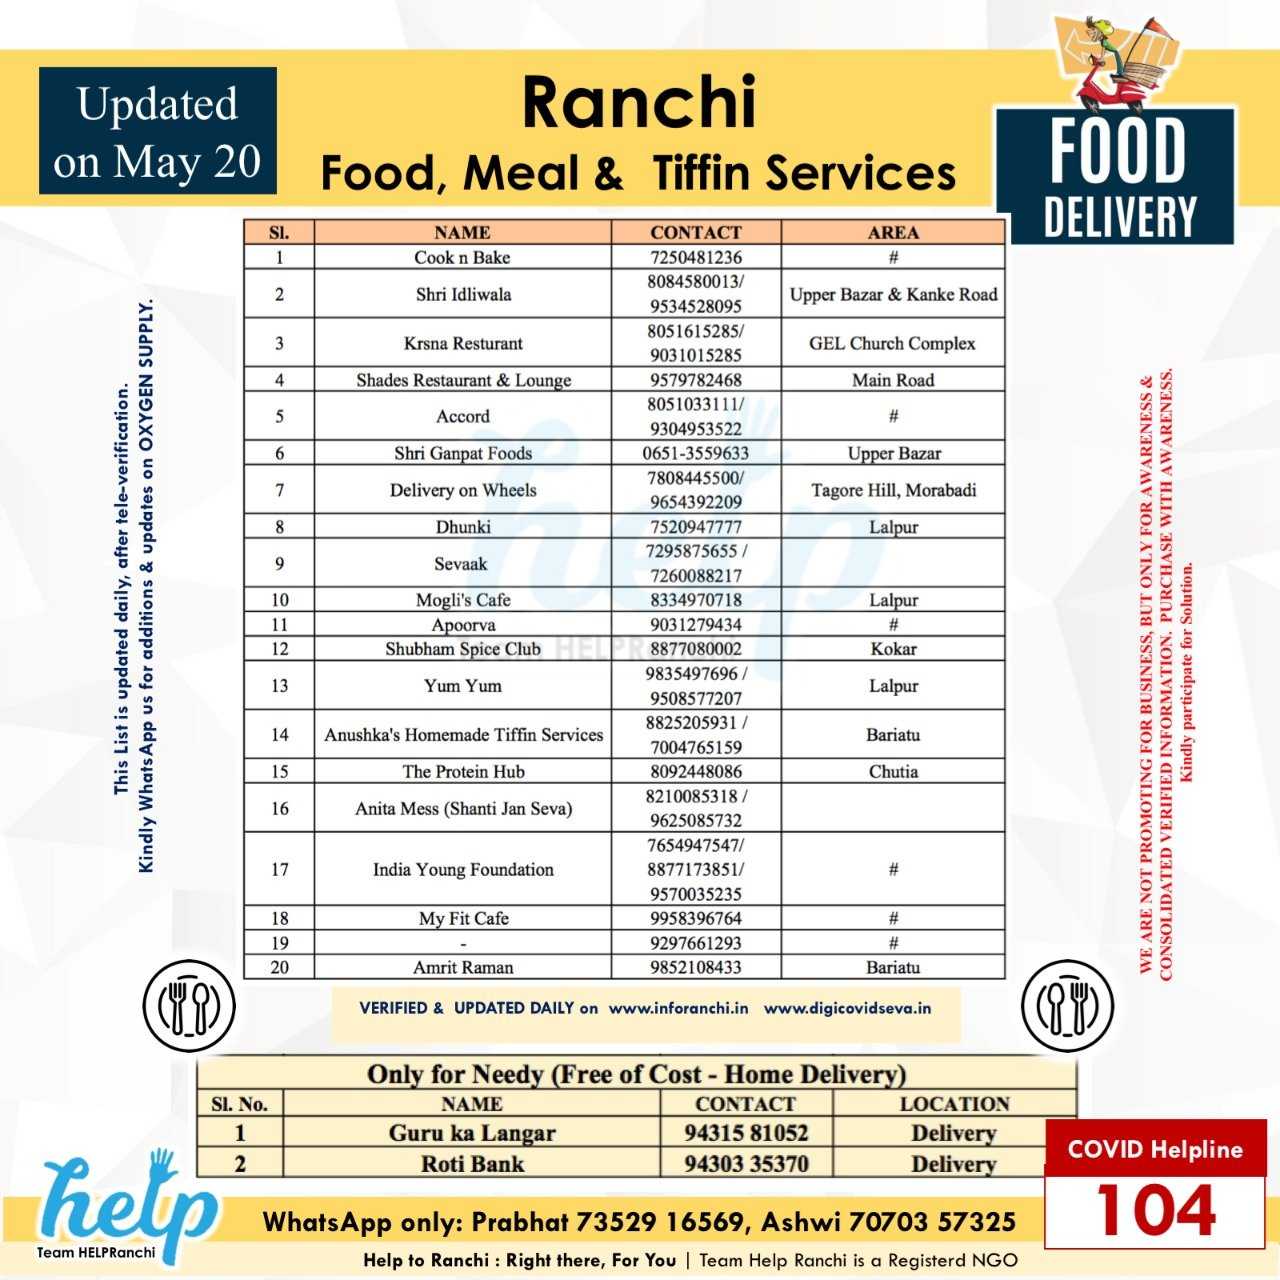 Updated
on May 20
Ranchi
Food, Meal & Tiffin Services
FOOD
DELIVERY
Sl. NAME CONTACT AREA
1 Cook n Bake 7250481236 #
2 Shri Idliwala 8084580013/ 9534528095 Upper Bazar & Kanke Road
3 Krsna Resturant 8051615285/ 9031015285 GEL Church Complex
4 Shades Restaurant & Lounge 9579782468 Main Road
5 Accord 8051033111/ 9304953522 #
6 Shri Ganpat Foods 0651-3559633 Upper Bazar
7 Delivery on Wheels 7808445500/ 9654392209 Tagore Hill, Morabadi
8 Dhunki 7520947777 Lalpur
9 Sevaak 7295875655 / 7260088217
10 Mogli's Cafe 8334970718 Lalpur
11 Apoorva 9031279434 #
12 Shubham Spice Club 8877080002 Kokar
13 Yum Yum 9835497696 / 9508577207 Lalpur
14 Anushka's Homemade Tiffin Services 8825205931 / 7004765159 Bariatu
15 The Protein Hub 8092448086 Chutia
16 Anita Mess (Shanti Jan Seva) 8210085318 / 9625085732
17 India Young Foundation 7654947547/ 8877173851/ 9570035235 #
18 My Fit Cafe 9958396764 #
19 - 9297661293 #
20 Amrit Raman 9852108433 Bariatu
help
Team HELPRanchi
This List is updated daily, after tele-verification.
Kindly WhatsApp us for additions & updates on OXYGEN SUPPLY.
WE ARE NOT PROMOTING FOR BUSINESS, BUT ONLY FOR AWARENESS &
CONSOLIDATED VERIFIED INFORMATION. PURCHASE WITH AWARENESS.
Kindly participate for Solution.
VERIFIED & UPDATED DAILY on www.inforanchi.in www.digicovidseva.in
Only for Needy (Free of Cost - Home Delivery)
Sl. No. NAME CONTACT LOCATION
1 Guru ka Langar 94315 81052 Delivery
2 Roti Bank 94303 35370 Delivery
COVID Helpline
104
help
Team HELPRanchi
WhatsApp only: Prabhat 73529 16569, Ashwi 70703 57325
Help to Ranchi : Right there, For You | Team Help Ranchi is a Registerd NGO